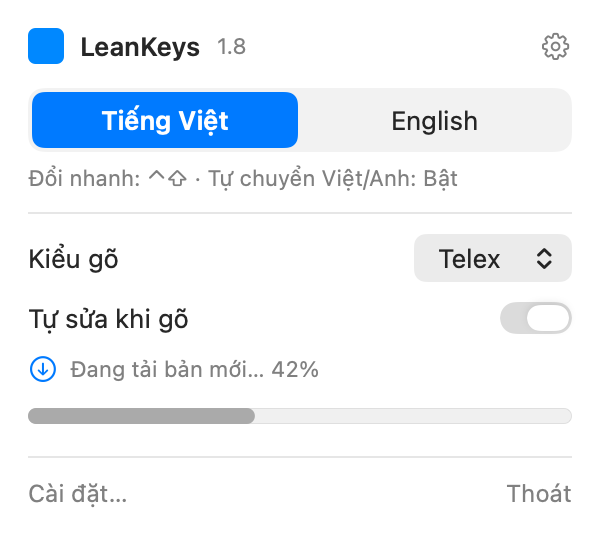 LeanKeys 1.8
Tiếng Việt English
Đổi nhanh: ⌃⇧ · Tự chuyển Việt/Anh: Bật
Kiểu gõ Telex
Tự sửa khi gõ
Đang tải bản mới... 42%
Cài đặt... Thoát